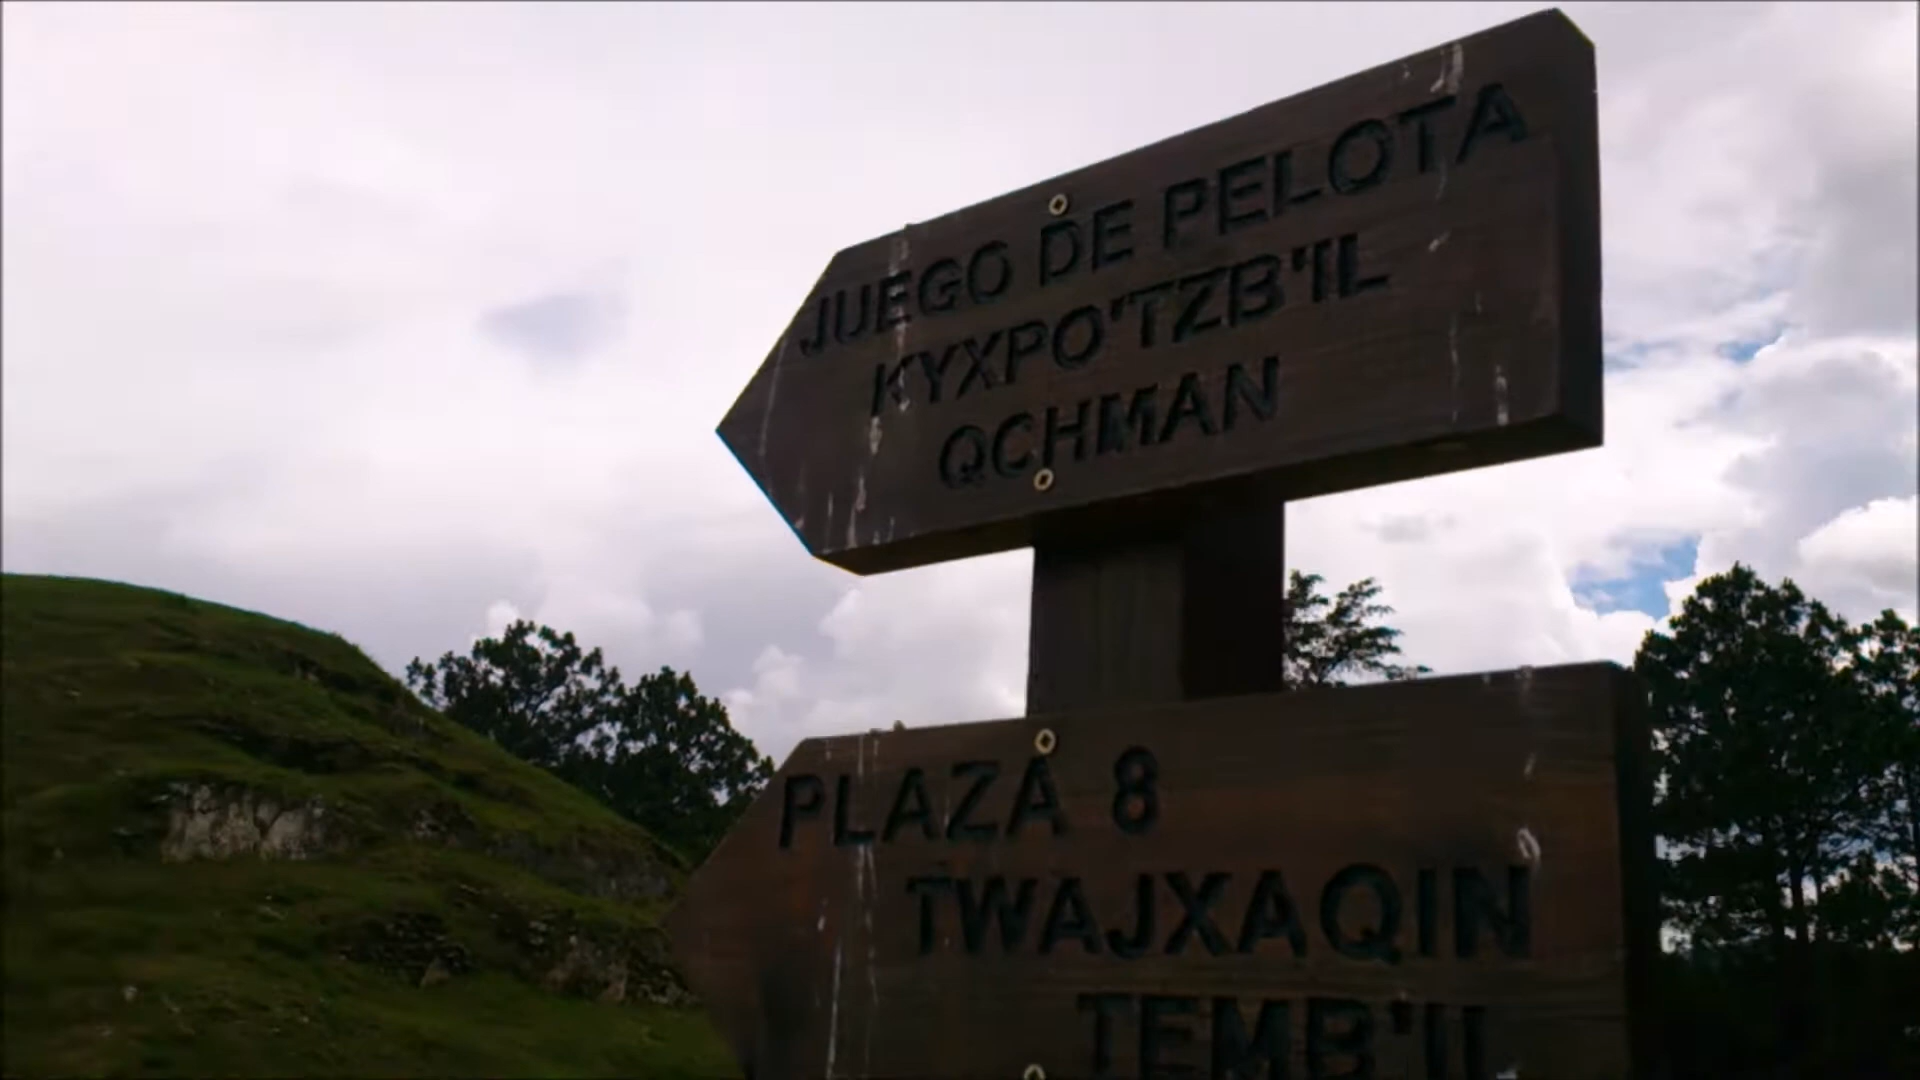 JUEGO DE PELOTA
KYXPO'TZB'IL
QCHMAN
PLAZA 8
TWAJXAQIN
TEMB'IL